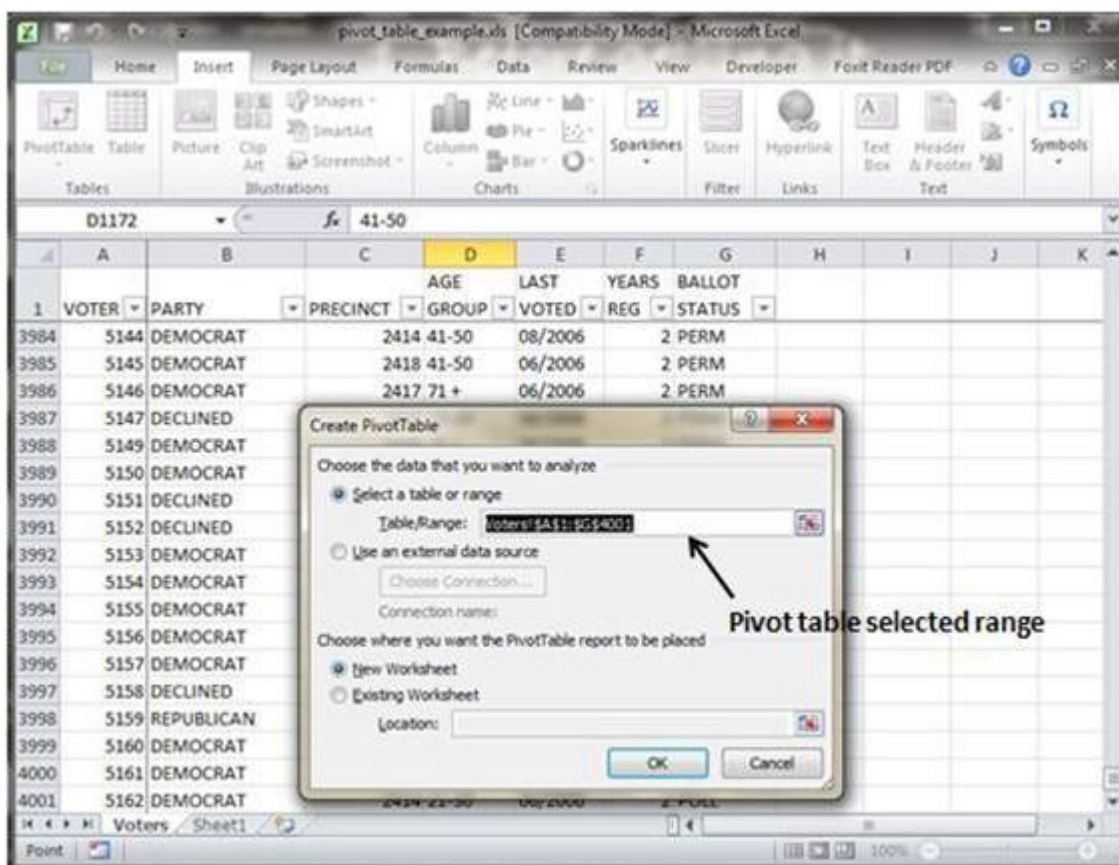 pivot_table_example.xls [Compatibility Mode] - Microsoft Excel
File Home Insert Page Layout Formulas Data Review View Developer Foxit Reader PDF
PivotTable Table Picture Clip Art Shapes SmartArt Screenshot Column Line Pie Bar Sparklines Slicer Hyperlink Text Box Header & Footer Symbols
Tables Illustrations Charts Filter Links Text
D1172 fx 41-50
A B C D E F G H I J K
AGE LAST YEARS BALLOT
1 VOTER PARTY PRECINCT GROUP VOTED REG STATUS
3984 5144 DEMOCRAT 2414 41-50 08/2006 2 PERM
3985 5145 DEMOCRAT 2418 41-50 06/2006 2 PERM
3986 5146 DEMOCRAT 2417 71 + 06/2006 2 PERM
3987 5147 DECLINED
3988 5149 DEMOCRAT
3989 5150 DEMOCRAT
3990 5151 DECLINED
3991 5152 DECLINED
3992 5153 DEMOCRAT
3993 5154 DEMOCRAT
3994 5155 DEMOCRAT
3995 5156 DEMOCRAT
3996 5157 DEMOCRAT
3997 5158 DECLINED
3998 5159 REPUBLICAN
3999 5160 DEMOCRAT
4000 5161 DEMOCRAT
4001 5162 DEMOCRAT 2414 21-30 06/2006 2 POLL
Create PivotTable
Choose the data that you want to analyze
Select a table or range
Table/Range: Voters!$A$1:$G$4001
Use an external data source
Choose Connection...
Connection name:
Choose where you want the PivotTable report to be placed
New Worksheet
Existing Worksheet
Location:
OK Cancel
Pivot table selected range
Voters Sheet1
Point 100%